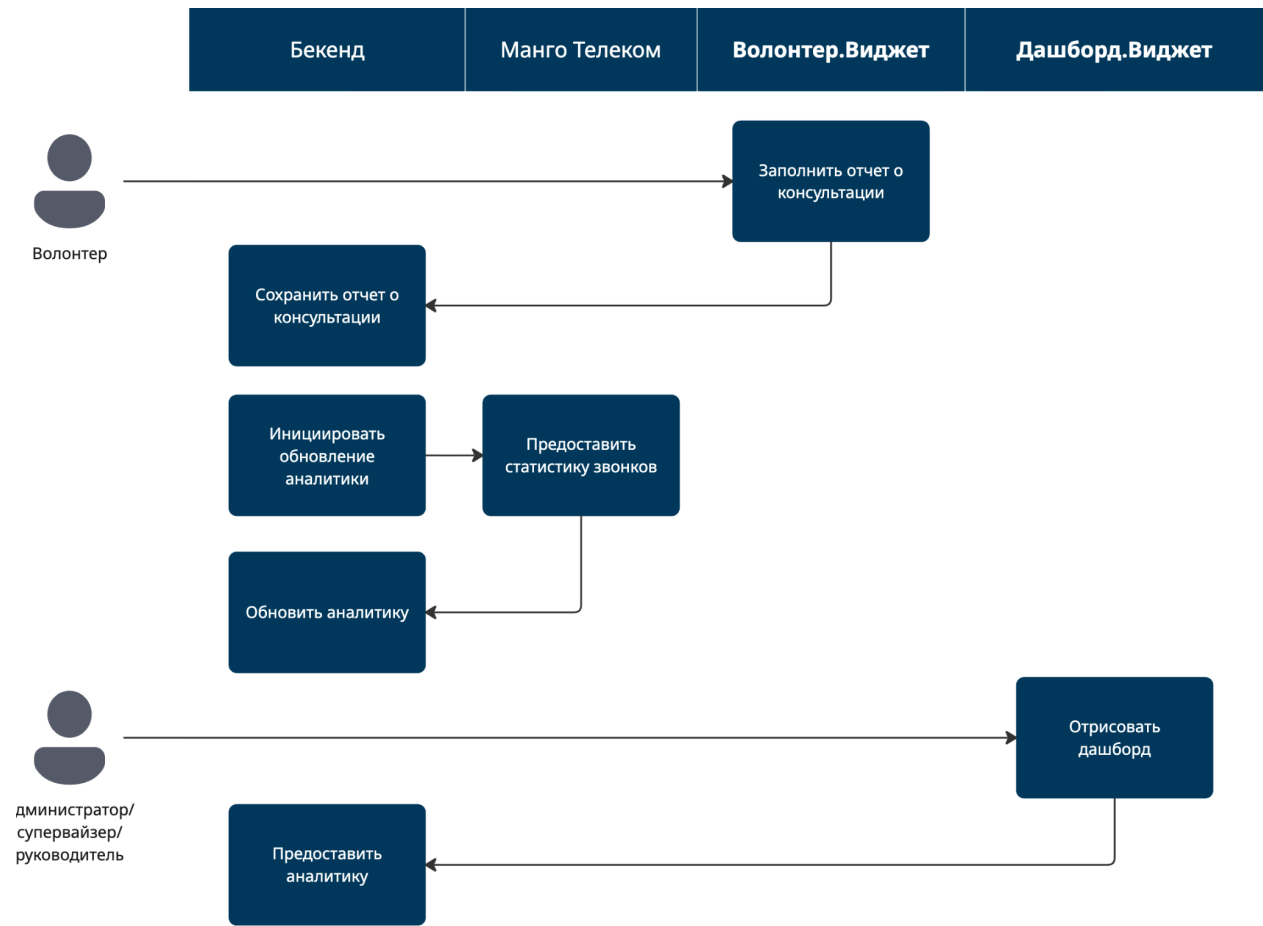 Бекенд
Манго Телеком
Волонтер.Виджет
Дашборд.Виджет
Заполнить отчет о
консультации
Волонтер
Сохранить отчет о
консультации
Инициировать
обновление
аналитики
Предоставить
статистику звонков
Обновить аналитику
Отрисовать
дашборд
дминистратор/
супервайзер/
руководитель
Предоставить
аналитику